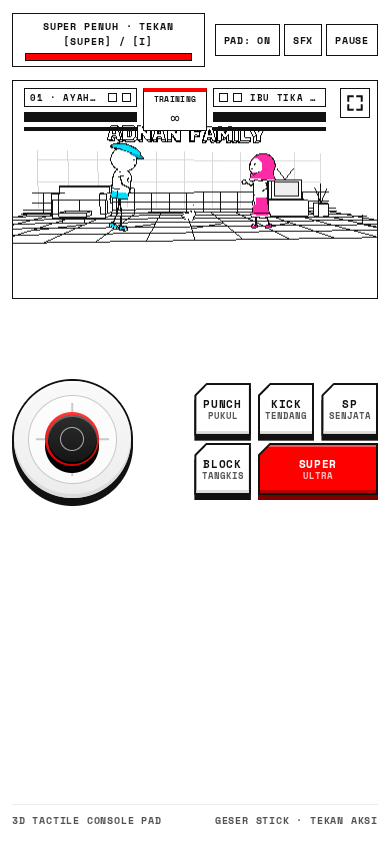 SUPER PENUH · TEKAN
[SUPER] / [I]
PAD: ON
SFX
PAUSE
01 · AYAH…
TRAINING
∞
IBU TIKA …
ADNAN FAMILY
PUNCH
PUKUL
KICK
TENDANG
SP
SENJATA
BLOCK
TANGKIS
SUPER
ULTRA
3D TACTILE CONSOLE PAD
GESER STICK · TEKAN AKSI